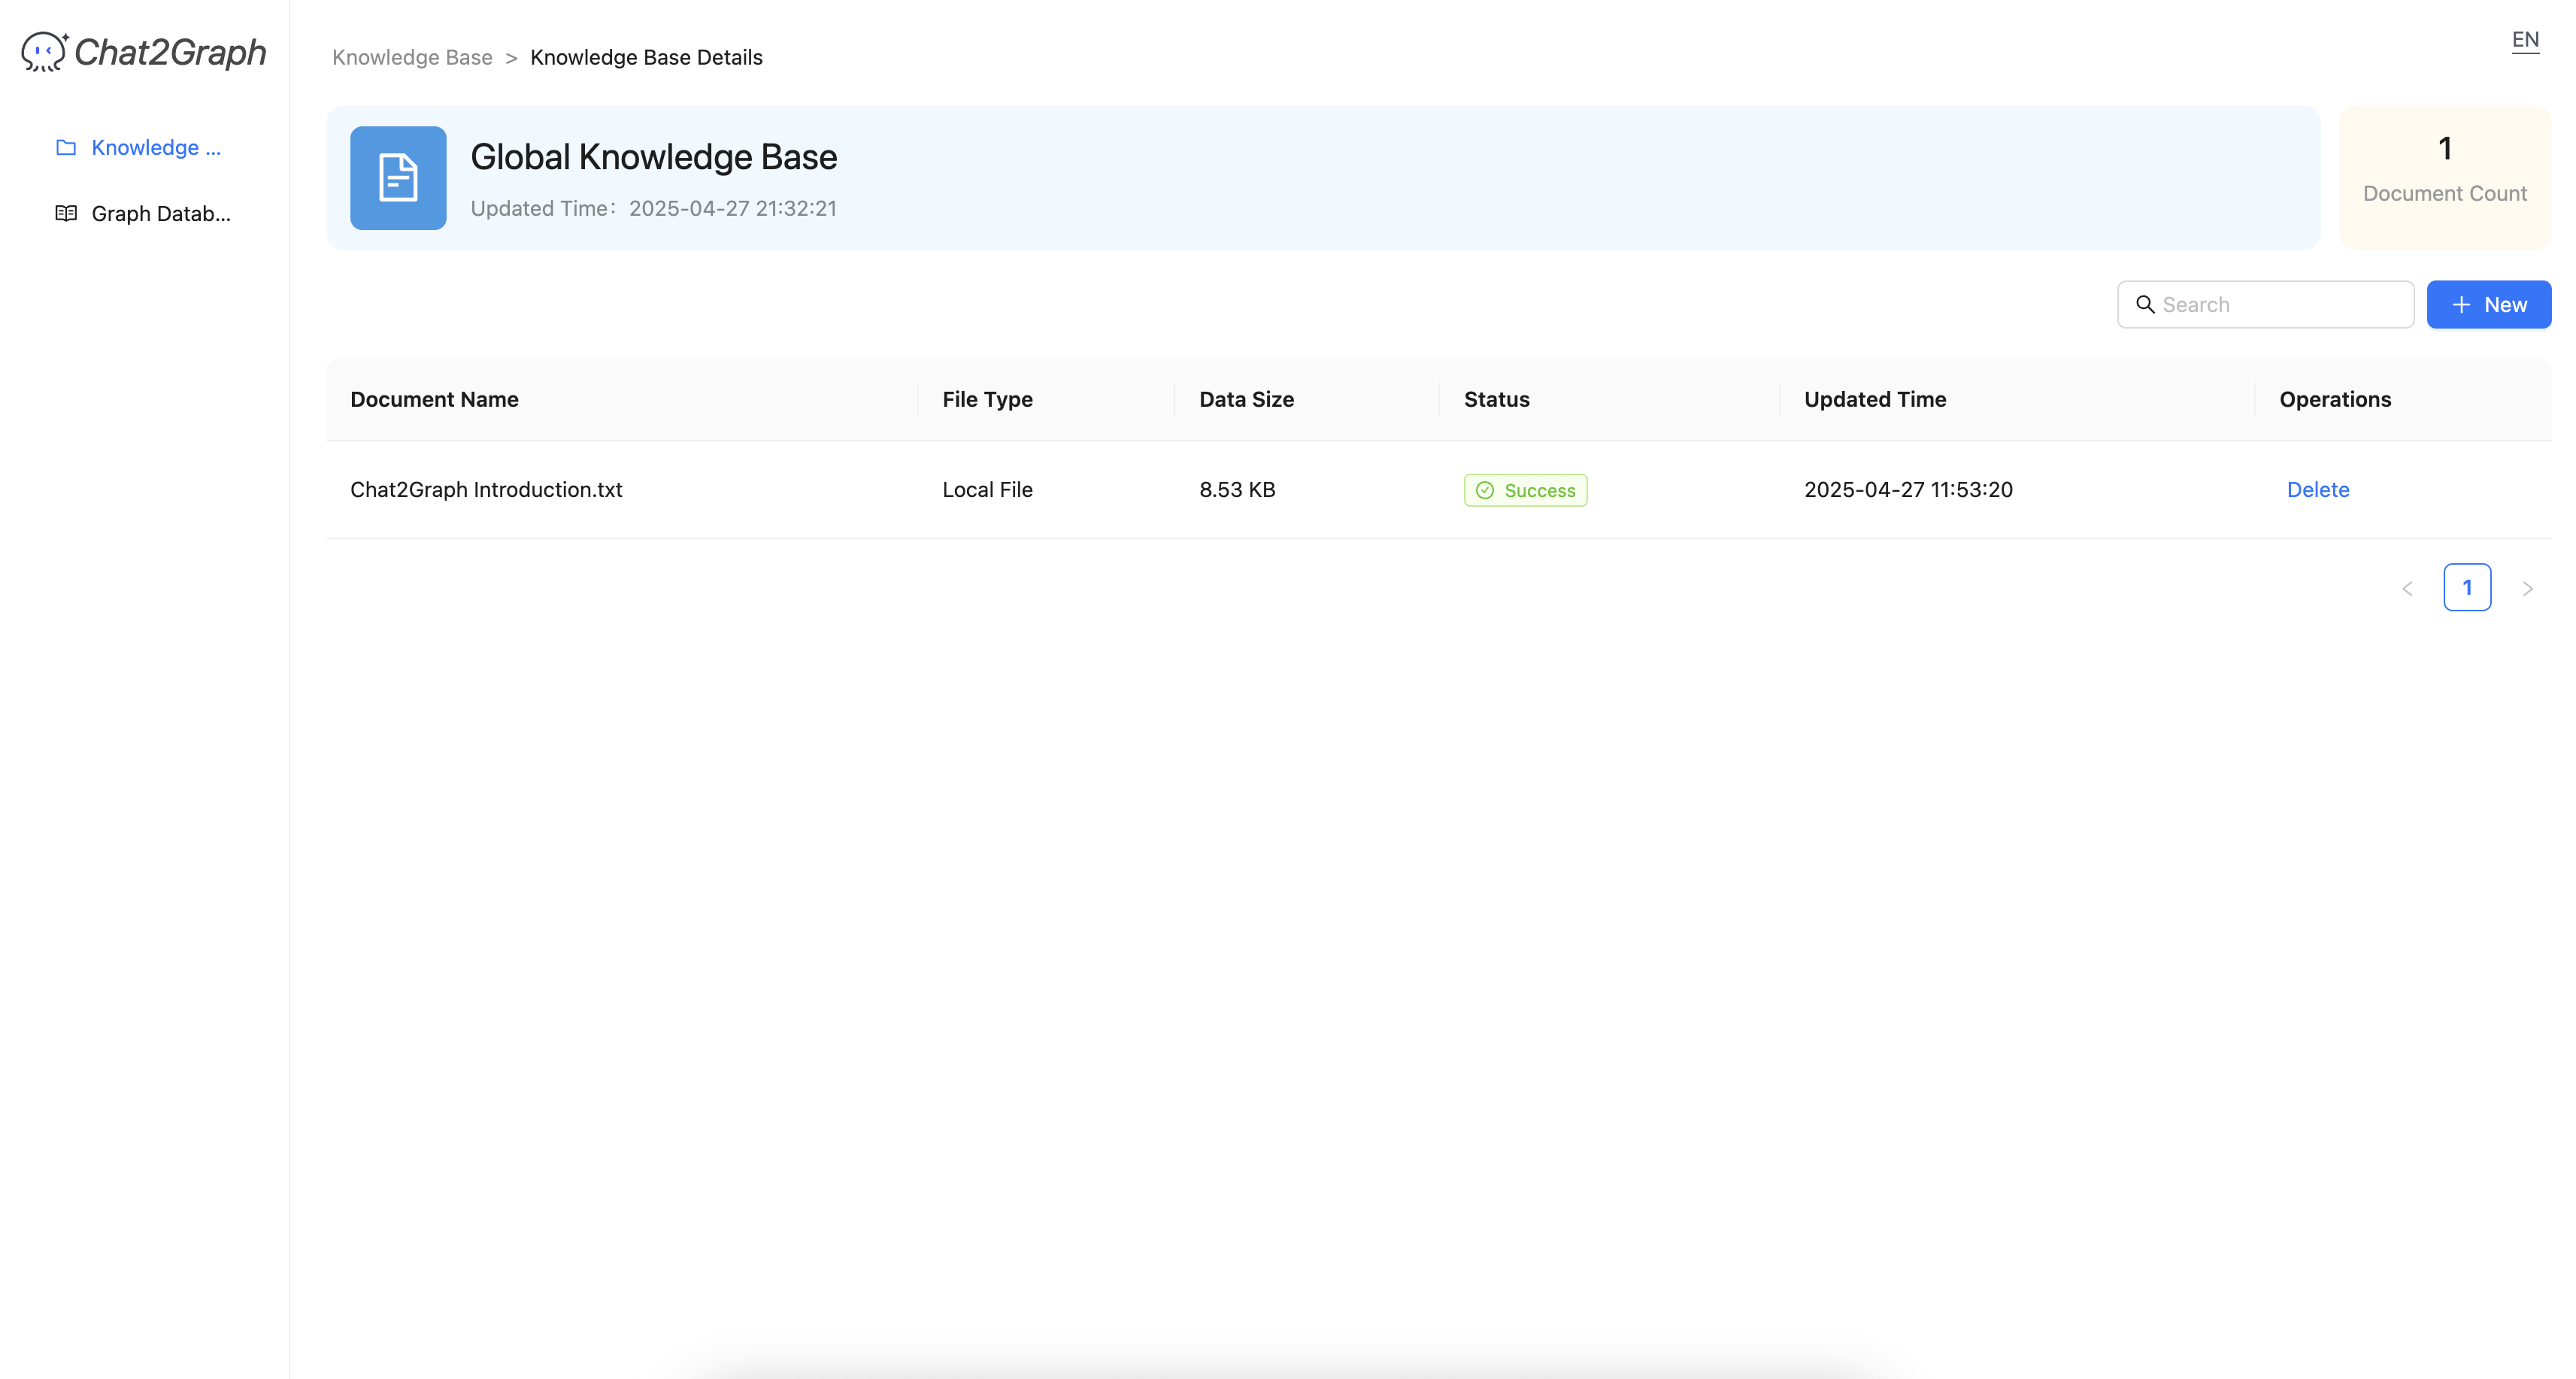 Chat2Graph
EN
Knowledge Base > Knowledge Base Details
Knowledge ...
Graph Datab...
Global Knowledge Base
Updated Time： 2025-04-27 21:32:21
1
Document Count
Search
+ New
Document Name File Type Data Size Status Updated Time Operations
Chat2Graph Introduction.txt Local File 8.53 KB Success 2025-04-27 11:53:20 Delete
< 1 >